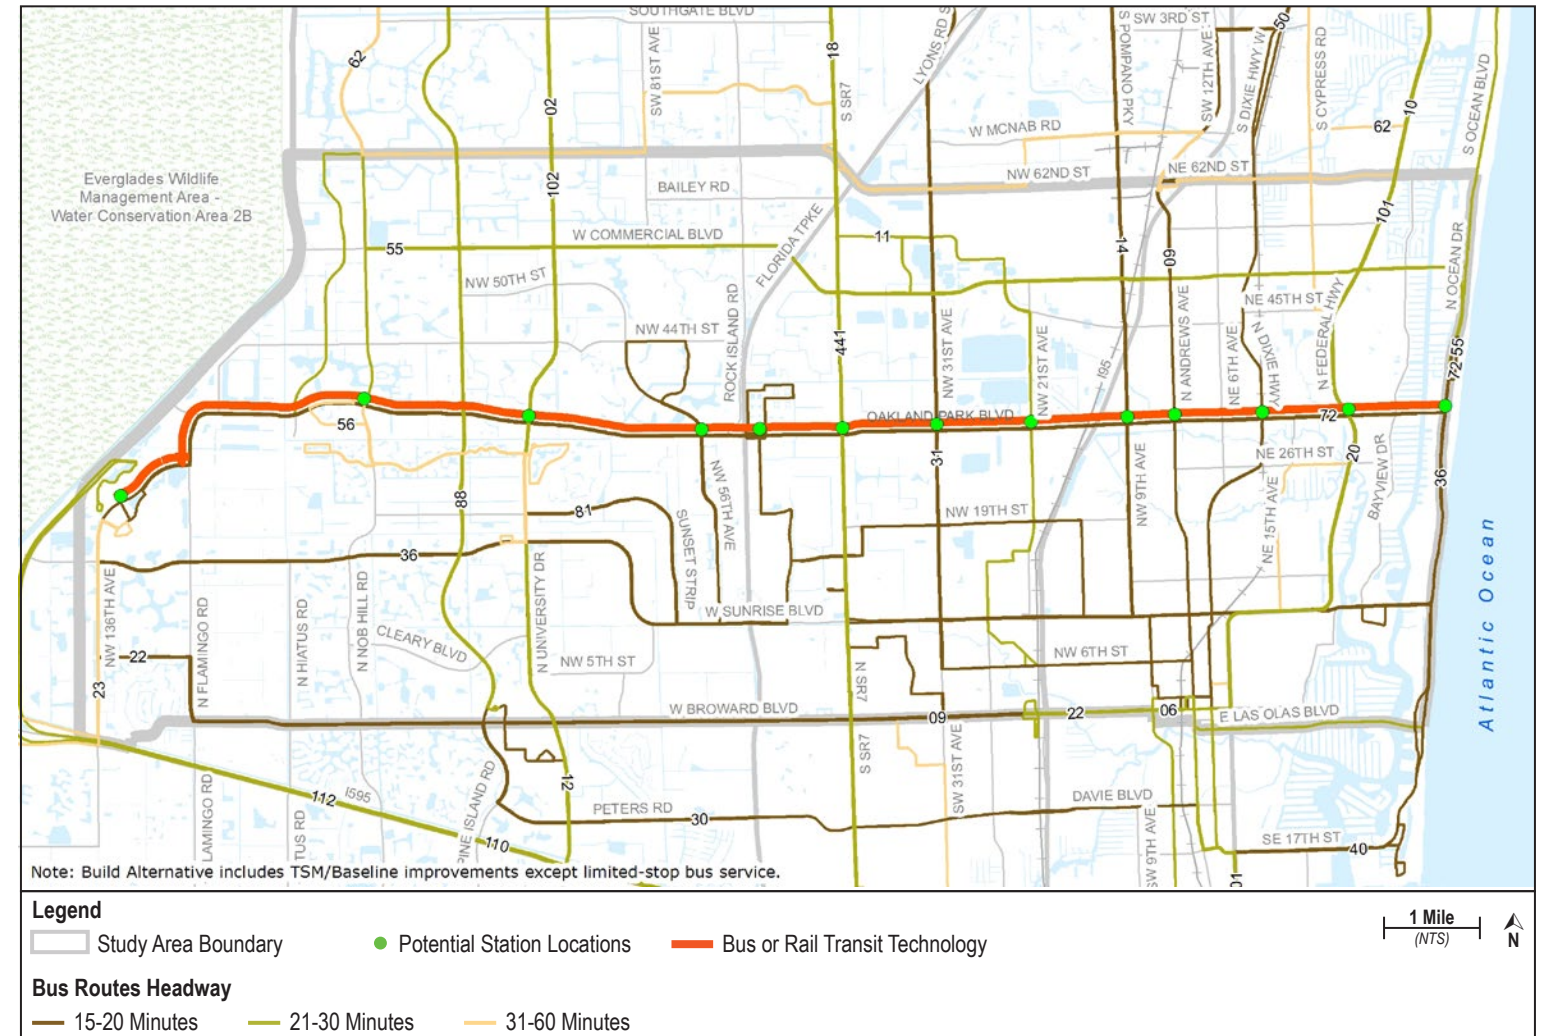 SOUTHGATE BLVD
SW 3RD ST
50
62
SW 81ST AVE
18
S SR7
LYONS RD S
S POMPANO PKY
SW 12TH AVE
S DIXIE HWY W
S CYPRESS RD
10
S OCEAN BLVD
02
W MCNAB RD
62
Everglades Wildlife
Management Area -
Water Conservation Area 2B
102
BAILEY RD
NW 62ND ST
NE 62ND ST
101
W COMMERCIAL BLVD
55
11
FLORIDA TPKE
14
60
N OCEAN DR
NW 50TH ST
NE 45TH ST
NW 44TH ST
ROCK ISLAND RD
441
NW 31ST AVE
NW 21ST AVE
I95
N ANDREWS AVE
NE 6TH AVE
N DIXIE HWY
N FEDERAL HWY
72-55
OAKLAND PARK BLVD
72
56
31
NE 26TH ST
20
BAYVIEW DR
36
88
NW 56TH AVE
NW 9TH AVE
NE 15TH AVE
81
SUNSET STRIP
NW 19TH ST
36
Atlantic Ocean
NW 136TH AVE
N FLAMINGO RD
N HIATUS RD
N NOB HILL RD
N UNIVERSITY DR
W SUNRISE BLVD
CLEARY BLVD
22
NW 5TH ST
NW 6TH ST
23
N SR7
W BROWARD BLVD
09
22
06
E LAS OLAS BLVD
S SR7
SW 31ST AVE
12
112
I595
PINE ISLAND RD
PETERS RD
30
DAVIE BLVD
LAMINGO RD
TUS RD
110
SW 9TH AVE
SE 17TH ST
40
01
Note: Build Alternative includes TSM/Baseline improvements except limited-stop bus service.
Legend
Study Area Boundary
Potential Station Locations
Bus or Rail Transit Technology
1 Mile
(NTS)
N
Bus Routes Headway
15-20 Minutes
21-30 Minutes
31-60 Minutes